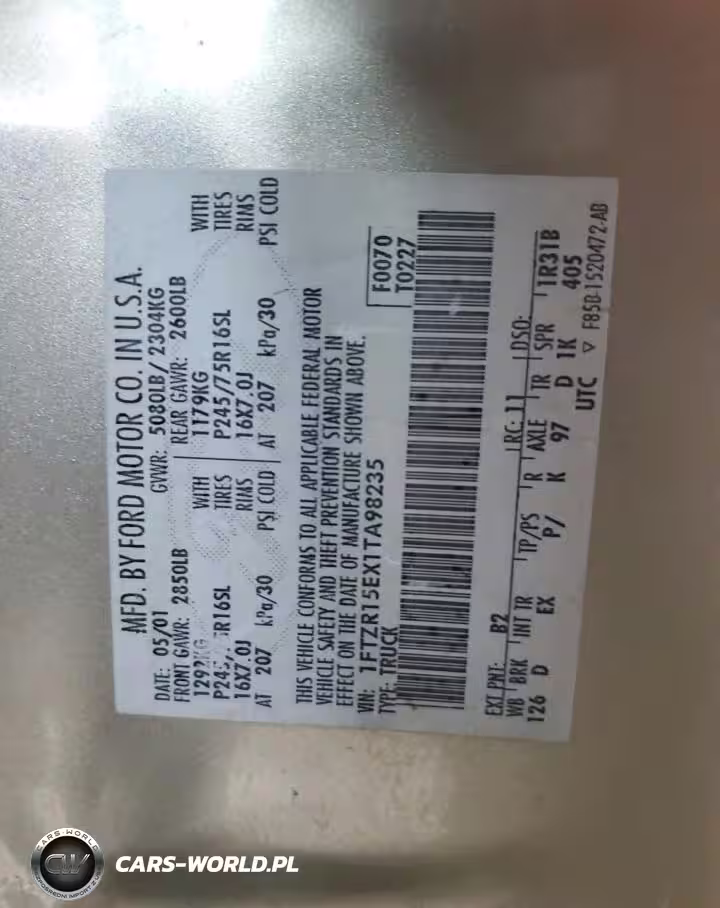 MFD. BY FORD MOTOR CO. IN U.S.A.
DATE: 05/01 GVWR: 5080LB/ 2304KG
FRONT GAWR: 2850LB REAR GAWR: 2600LB
WITH 1179KG WITH
TIRES P245/75R16SL TIRES
16X7.0J RIMS 16X7.0J RIMS
AT 207 kPa/30 PSI COLD AT 207 kPa/30 PSI COLD
THIS VEHICLE CONFORMS TO ALL APPLICABLE FEDERAL MOTOR
VEHICLE SAFETY AND THEFT PREVENTION STANDARDS IN
EFFECT ON THE DATE OF MANUFACTURE SHOWN ABOVE.
VIN: 1FTZR15EX1TA98235
TYPE: TRUCK
F0070
T0227
EXT PNT: B2 RC: 11 DSO:
WB BRK INT TR TP/PS R AXLE TR SPR 1R31B
126 D EX P/ K 97 D 1K 405
UTC ▽ F85B-1520472-AB
CARS-WORLD
CW
CARS-WORLD.PL